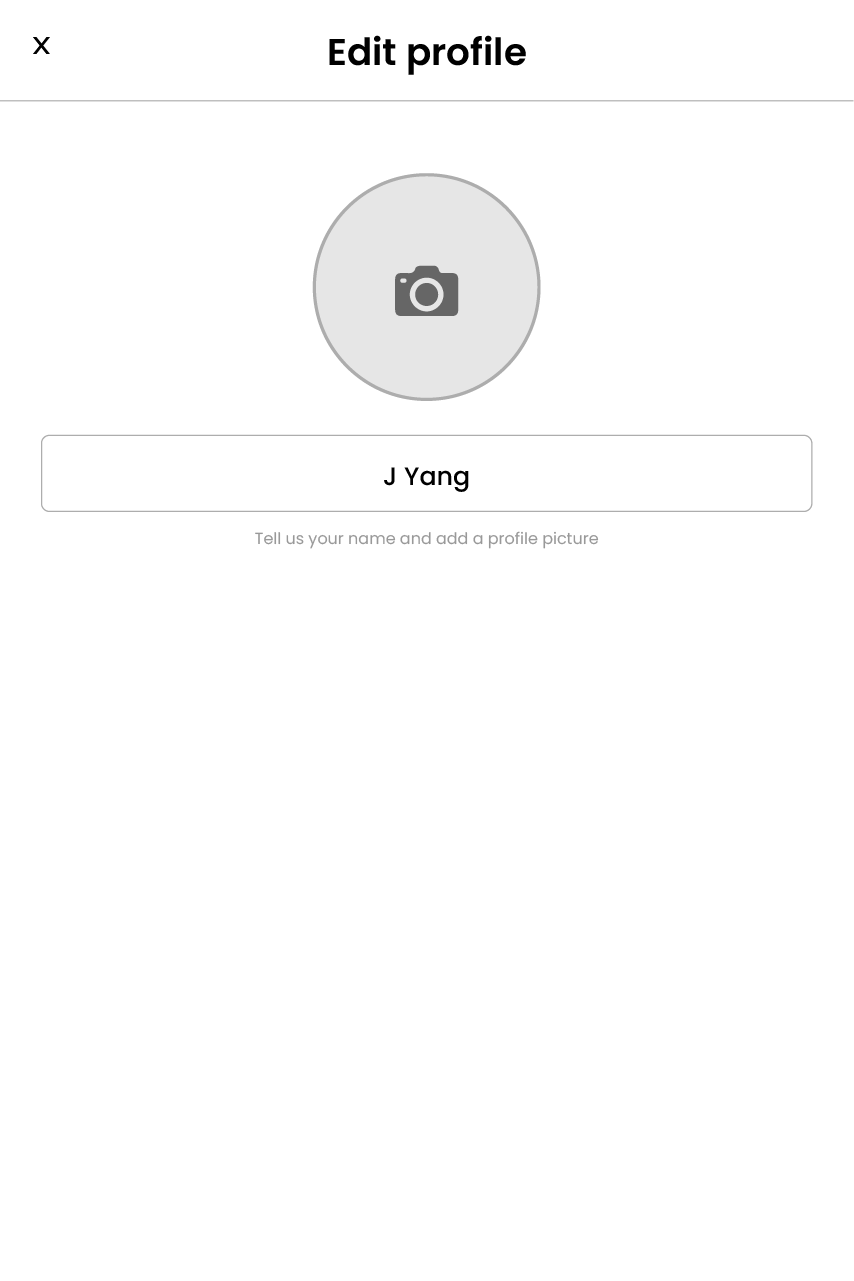 X
Edit profile
J Yang
Tell us your name and add a profile picture